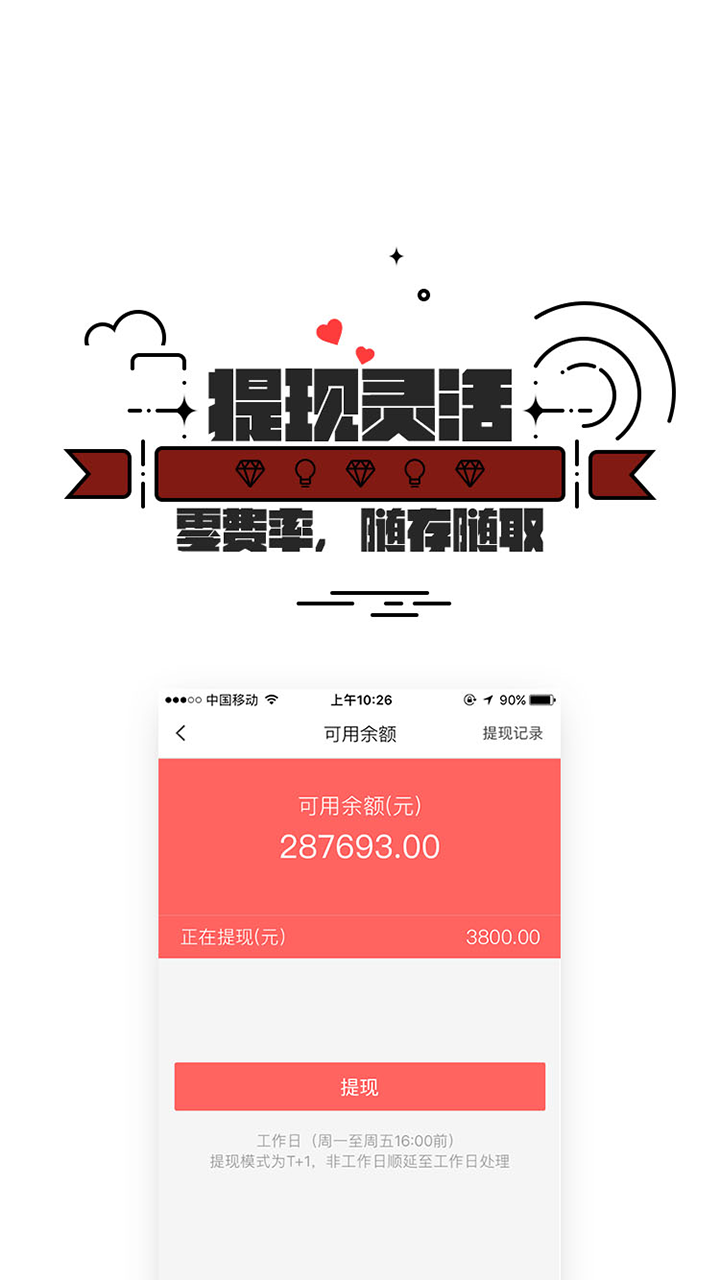 提现灵活
零费率，随存随取
中国移动 上午10:26 90%
可用余额 提现记录
可用余额(元)
287693.00
正在提现(元) 3800.00
提现
工作日（周一至周五16:00前）
提现模式为T+1，非工作日顺延至工作日处理